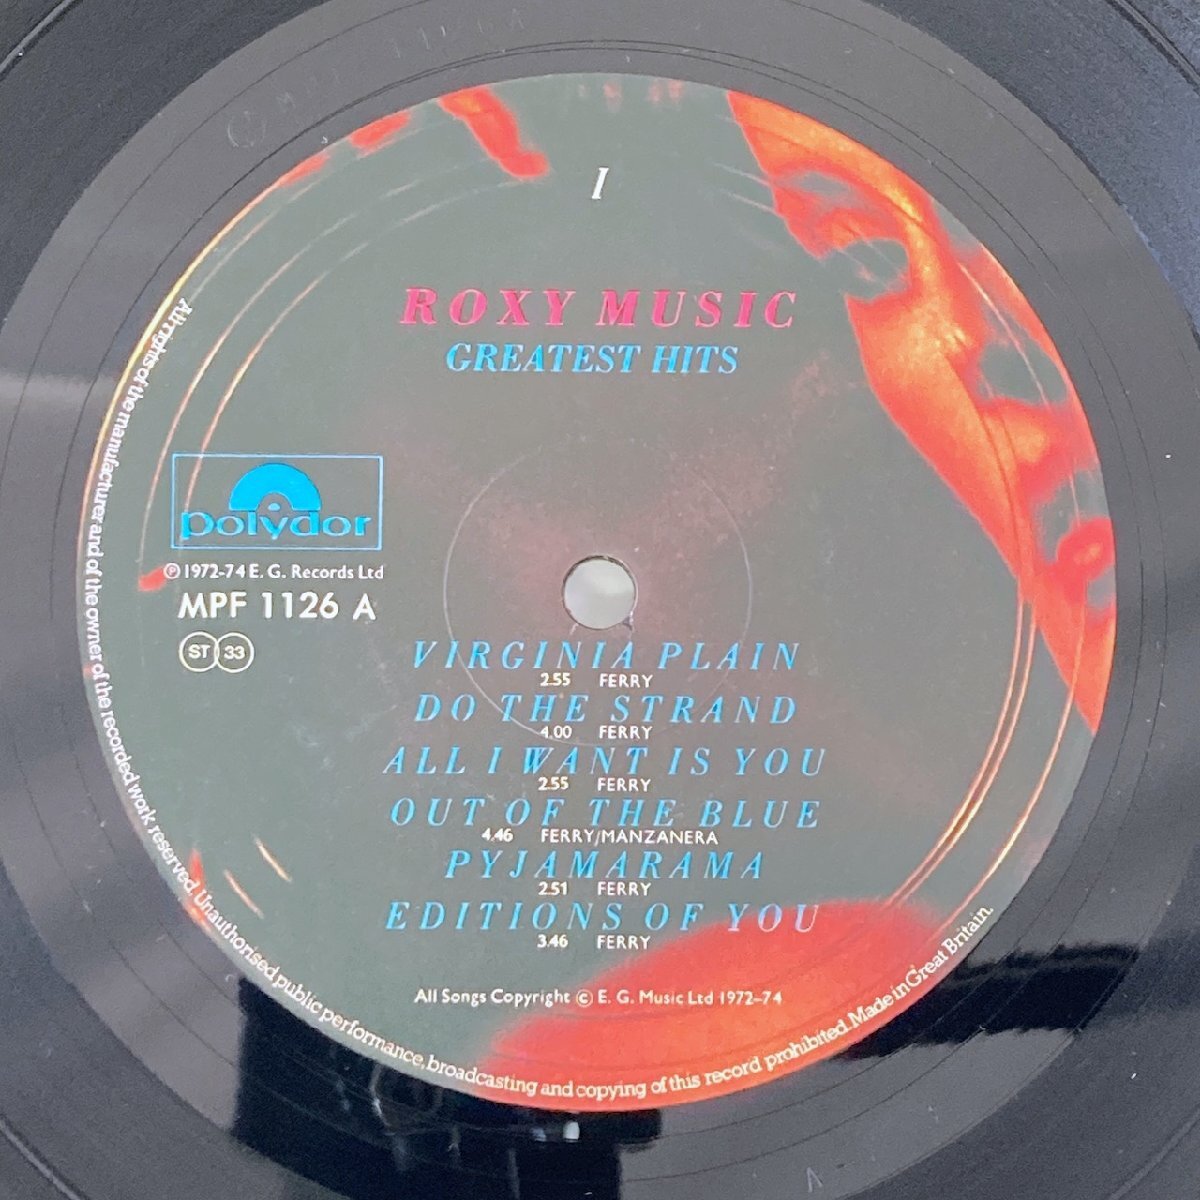 I
ROXY MUSIC
GREATEST HITS
polydor
Ⓟ 1972-74 E. G. Records Ltd
MPF 1126 A
ST 33
VIRGINIA PLAIN
2.55 FERRY
DO THE STRAND
4.00 FERRY
ALL I WANT IS YOU
2.55 FERRY
OUT OF THE BLUE
4.46 FERRY/MANZANERA
PYJAMARAMA
2.51 FERRY
EDITIONS OF YOU
3.46 FERRY
All Songs Copyright © E. G. Music Ltd 1972-74
All rights of the manufacturer and of the owner of the recorded work reserved. Unauthorised public performance, broadcasting and copying of this record prohibited. Made in Great Britain.